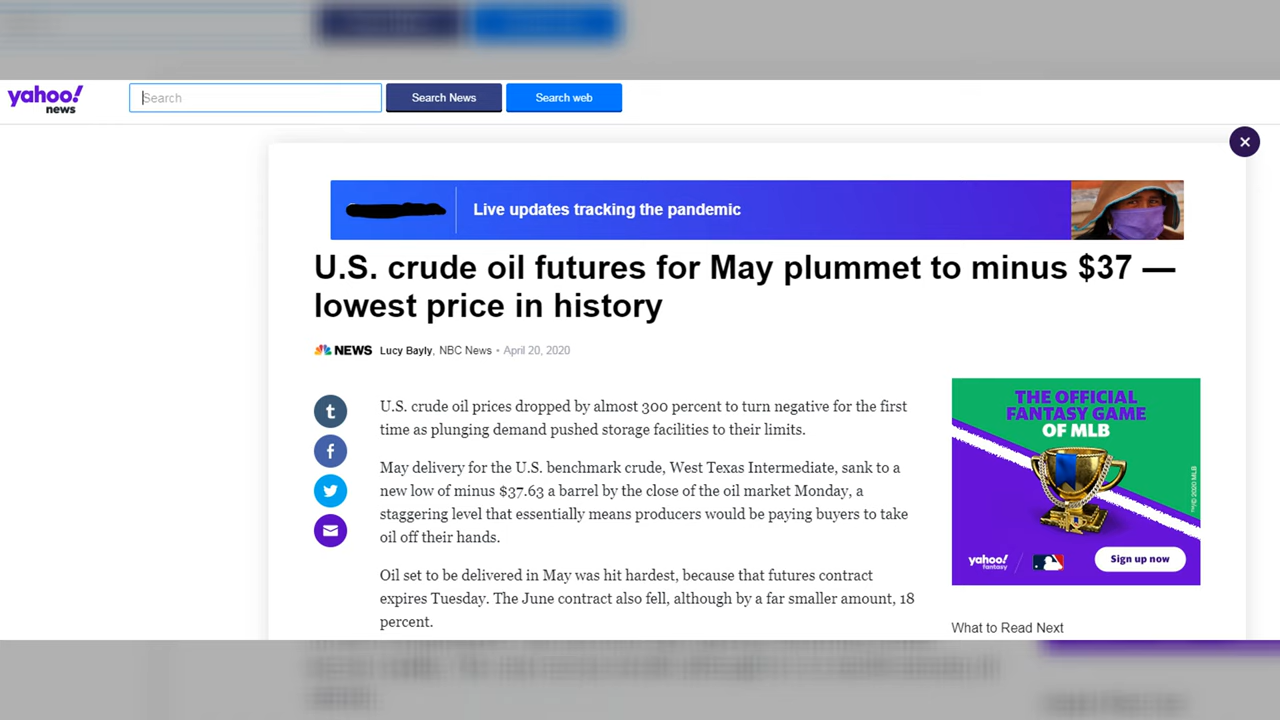 yahoo!
news
Search
Search News
Search web
Live updates tracking the pandemic
U.S. crude oil futures for May plummet to minus $37 —
lowest price in history
NEWS Lucy Bayly, NBC News • April 20, 2020
U.S. crude oil prices dropped by almost 300 percent to turn negative for the first
time as plunging demand pushed storage facilities to their limits.
May delivery for the U.S. benchmark crude, West Texas Intermediate, sank to a
new low of minus $37.63 a barrel by the close of the oil market Monday, a
staggering level that essentially means producers would be paying buyers to take
oil off their hands.
Oil set to be delivered in May was hit hardest, because that futures contract
expires Tuesday. The June contract also fell, although by a far smaller amount, 18
percent.
THE OFFICIAL
FANTASY GAME
OF MLB
© 2020 MLB
yahoo!
fantasy
Sign up now
What to Read Next